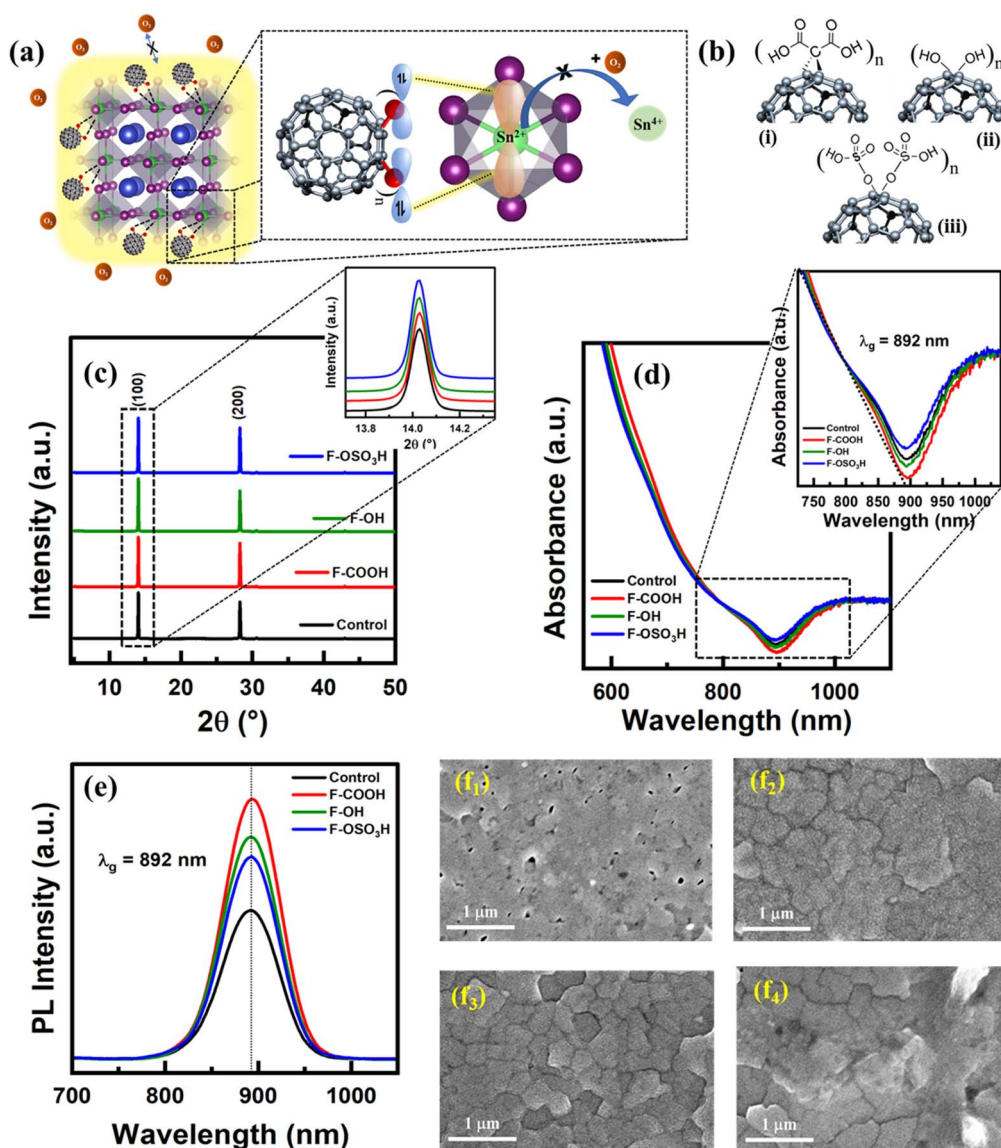 (a)
O₂
O₂
O₂
O₂
O₂
O₂
O₂
O₂
n
Sn²⁺
+
O₂
Sn⁴⁺
(b)
O
O
HO
C
OH
n
(i)
HO
OH
n
(ii)
HO
O
S
O
O
O
S
O
OH
n
(iii)
(c)
Intensity (a.u.)
(100)
(200)
F-OSO₃H
F-OH
F-COOH
Control
10 20 30 40 50
2θ (°)
Intensity (a.u.)
13.8 14.0 14.2
2θ (°)
(d)
Absorbance (a.u.)
Control
F-COOH
F-OH
F-OSO₃H
600 800 1000
Wavelength (nm)
Absorbance (a.u.)
λg = 892 nm
Control
F-COOH
F-OH
F-OSO₃H
750 800 850 900 950 1000
Wavelength (nm)
(e)
PL Intensity (a.u.)
Control
F-COOH
F-OH
F-OSO₃H
λg = 892 nm
700 800 900 1000
Wavelength (nm)
(f₁)
1 μm
(f₂)
1 μm
(f₃)
1 μm
(f₄)
1 μm